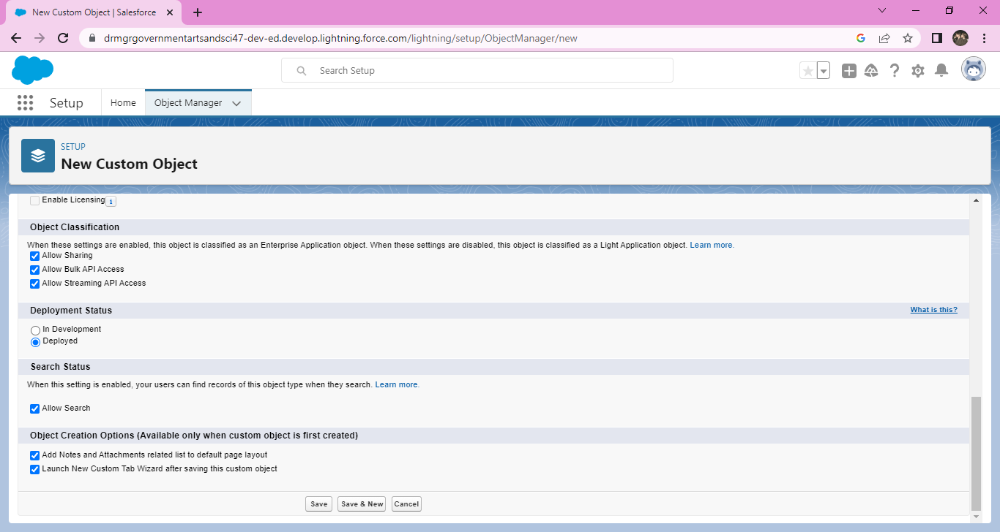 New Custom Object | Salesforce
drmgrgovernmentartsandsci47-dev-ed.develop.lightning.force.com/lightning/setup/ObjectManager/new
Search Setup
Setup Home Object Manager
SETUP
New Custom Object
Enable Licensing i
Object Classification
When these settings are enabled, this object is classified as an Enterprise Application object. When these settings are disabled, this object is classified as a Light Application object. Learn more.
Allow Sharing
Allow Bulk API Access
Allow Streaming API Access
Deployment Status What is this?
In Development
Deployed
Search Status
When this setting is enabled, your users can find records of this object type when they search. Learn more.
Allow Search
Object Creation Options (Available only when custom object is first created)
Add Notes and Attachments related list to default page layout
Launch New Custom Tab Wizard after saving this custom object
Save Save & New Cancel